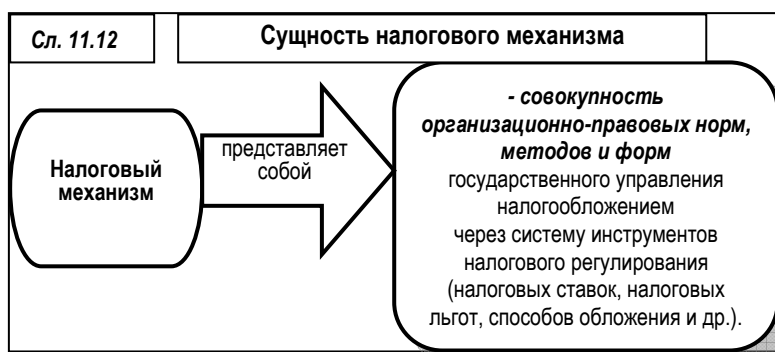 Сл. 11.12
Сущность налогового механизма
Налоговый
механизм
представляет
собой
- совокупность
организационно-правовых норм,
методов и форм
государственного управления
налогообложением
через систему инструментов
налогового регулирования
(налоговых ставок, налоговых
льгот, способов обложения и др.).